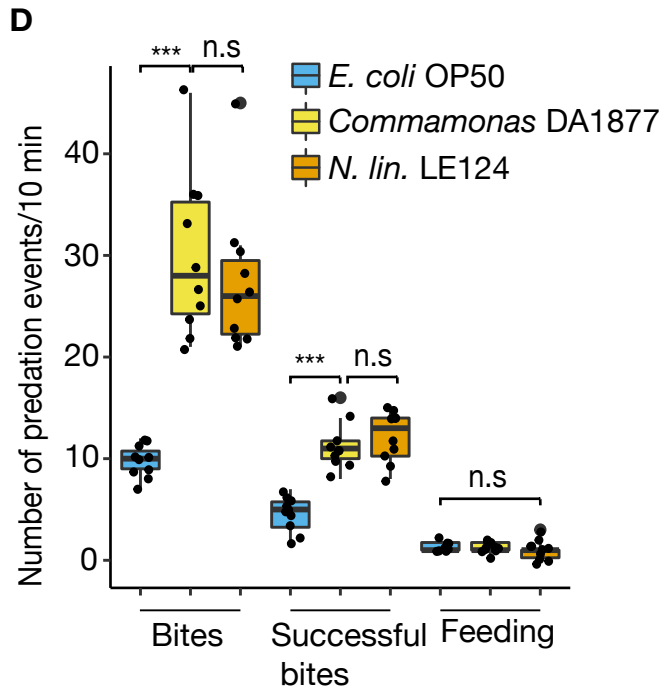 D
*** n.s
E. coli OP50
Commamonas DA1877
N. lin. LE124
Number of predation events/10 min
40
30
20
10
0
*** n.s
n.s
Bites Successful bites Feeding